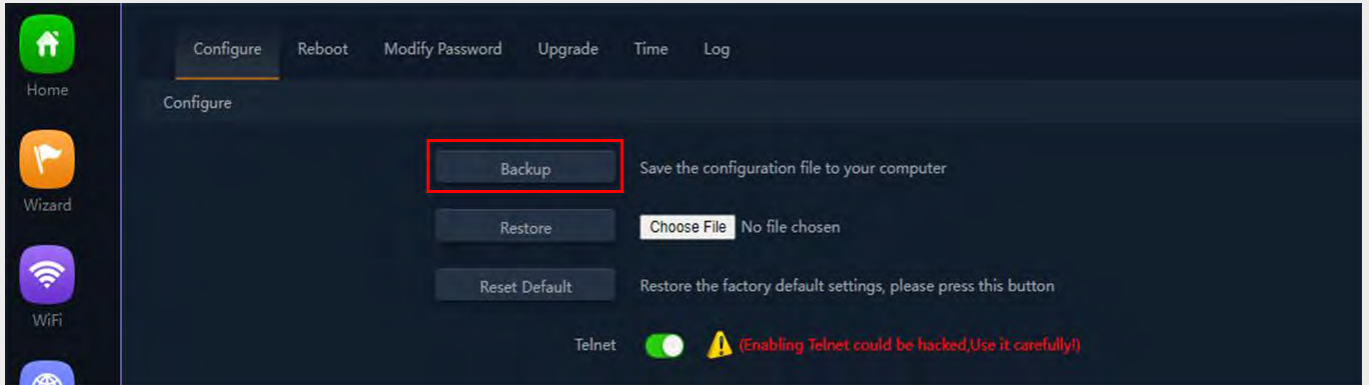 Configure Reboot Modify Password Upgrade Time Log
Home
Configure
Backup Save the configuration file to your computer
Wizard
Restore Choose File No file chosen
Reset Default Restore the factory default settings, please press this button
WiFi
Telnet (Enabling Telnet could be hacked,Use it carefully!)